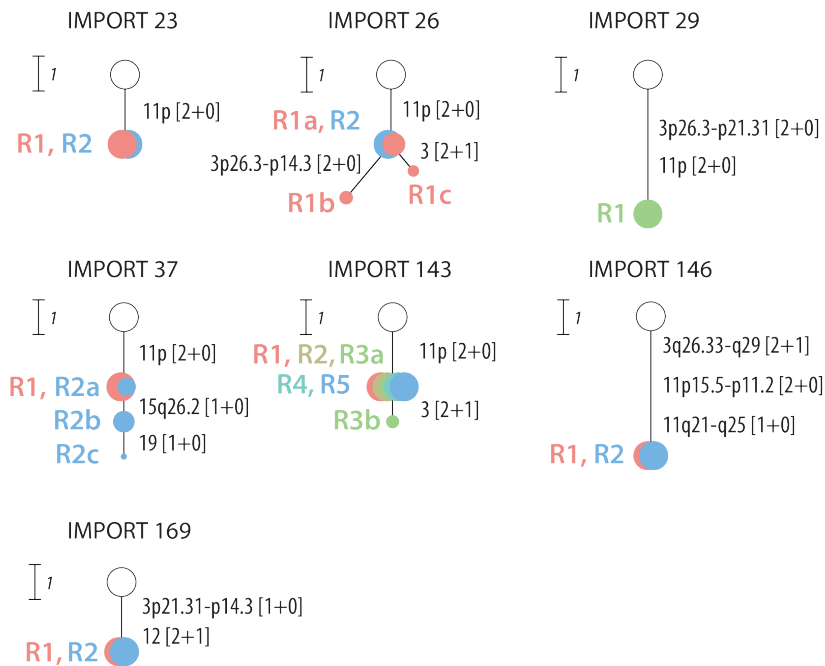 IMPORT 23
1
11p [2+0]
R1, R2
IMPORT 26
1
11p [2+0]
R1a, R2
3p26.3-p14.3 [2+0]
3 [2+1]
R1b
R1c
IMPORT 29
1
3p26.3-p21.31 [2+0]
11p [2+0]
R1
IMPORT 37
1
11p [2+0]
R1, R2a
15q26.2 [1+0]
R2b
19 [1+0]
R2c
IMPORT 143
1
R1, R2, R3a
11p [2+0]
R4, R5
3 [2+1]
R3b
IMPORT 146
1
3q26.33-q29 [2+1]
11p15.5-p11.2 [2+0]
11q21-q25 [1+0]
R1, R2
IMPORT 169
1
3p21.31-p14.3 [1+0]
12 [2+1]
R1, R2